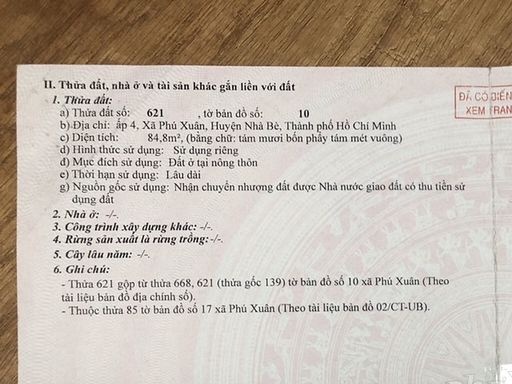 II. Thửa đất, nhà ở và tài sản khác gắn liền với đất
1. Thửa đất:
a) Thửa đất số: 621 , tờ bản đồ số: 10
b) Địa chỉ: ấp 4, Xã Phú Xuân, Huyện Nhà Bè, Thành phố Hồ Chí Minh
c) Diện tích: 84,8m², (bằng chữ: tám mươi bốn phẩy tám mét vuông)
d) Hình thức sử dụng: Sử dụng riêng
đ) Mục đích sử dụng: Đất ở tại nông thôn
e) Thời hạn sử dụng: Lâu dài
g) Nguồn gốc sử dụng: Nhận chuyển nhượng đất được Nhà nước giao đất có thu tiền sử
dụng đất
2. Nhà ở: -/-.
3. Công trình xây dựng khác: -/-.
4. Rừng sản xuất là rừng trồng:-/-.
5. Cây lâu năm: -/-.
6. Ghi chú:
- Thửa 621 gộp từ thửa 668, 621 (thửa gốc 139) tờ bản đồ số 10 xã Phú Xuân (Theo
tài liệu bản đồ địa chính số).
- Thuộc thửa 85 tờ bản đồ số 17 xã Phú Xuân (Theo tài liệu bản đồ 02/CT-UB).
ĐÃ CÓ BIẾN
XEM TRAN